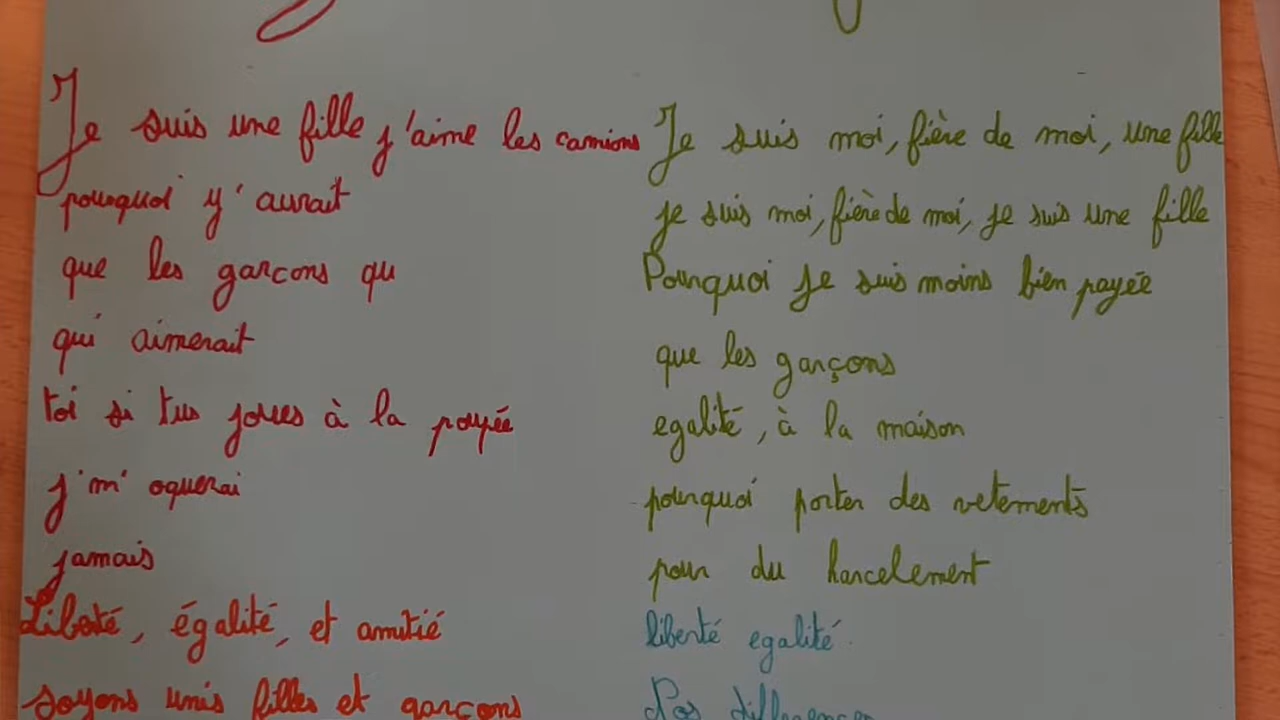 Je suis une fille j'aime les camions
pourquoi y'aurait
que les garcons qu
qui aimerait
toi si tu joues à la poupée
j'm'oquerai
jamais
Liberté, égalité, et amitié
soyons unis filles et garçons
Je suis moi, fière de moi, une fille
je suis moi, fière de moi, je suis une fille
Pourquoi je suis moins bien payée
que les garçons
egalité, à la maison
pourquoi porter des vetements
pour du harcelement
liberté egalité